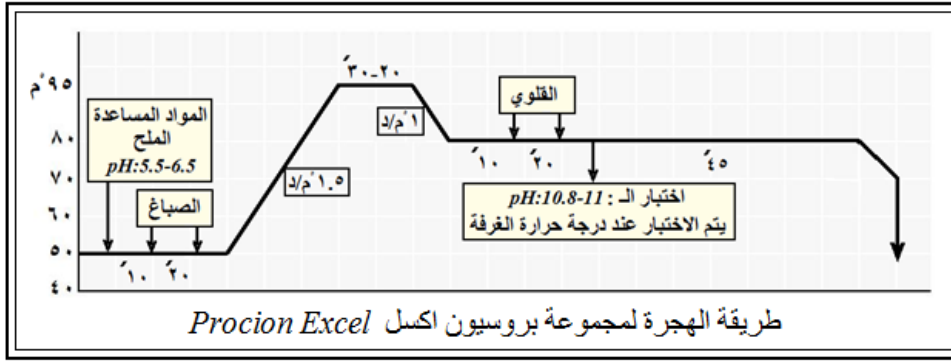 ٩٥ ْم
٨٠
٧٠
٦٠
٥٠
٤٠
المواد المساعدة
الملح
pH:5.5-6.5
الصباغ
١٠َ
٢٠َ
١.٥ ْم/د
٢٠-٣٠َ
١ ْم/د
القلوي
١٠َ
٢٠َ
٤٥َ
اختبار الـ : pH:10.8-11
يتم الاختبار عند درجة حرارة الغرفة
طريقة الهجرة لمجموعة بروسيون اكسل Procion Excel